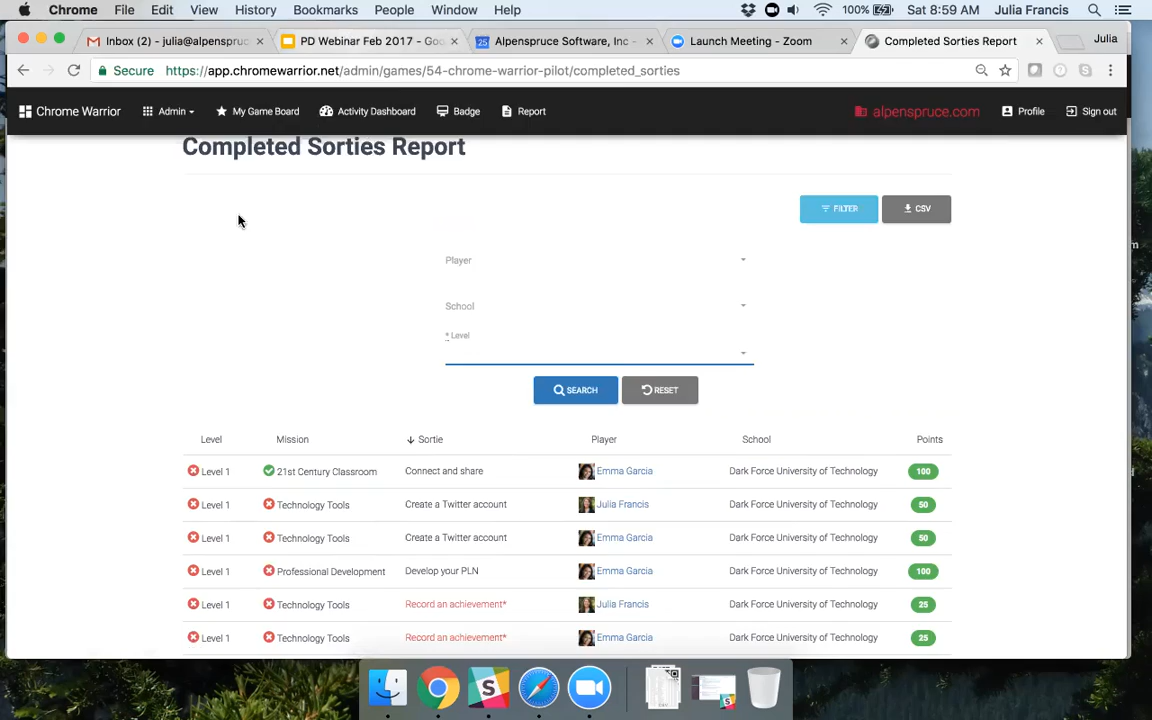 Chrome File Edit View History Bookmarks People Window Help 100% Sat 8:59 AM Julia Francis
Inbox (2) - julia@alpenspruc PD Webinar Feb 2017 - Goo 25 Alpenspruce Software, Inc - Launch Meeting - Zoom Completed Sorties Report Julia
Secure https://app.chromewarrior.net/admin/games/54-chrome-warrior-pilot/completed_sorties
Chrome Warrior Admin My Game Board Activity Dashboard Badge Report alpenspruce.com Profile Sign out
Completed Sorties Report
FILTER CSV
Player
School
* Level
SEARCH RESET
Level Mission Sortie Player School Points
Level 1 21st Century Classroom Connect and share Emma Garcia Dark Force University of Technology 100
Level 1 Technology Tools Create a Twitter account Julia Francis Dark Force University of Technology 50
Level 1 Technology Tools Create a Twitter account Emma Garcia Dark Force University of Technology 50
Level 1 Professional Development Develop your PLN Emma Garcia Dark Force University of Technology 100
Level 1 Technology Tools Record an achievement* Julia Francis Dark Force University of Technology 25
Level 1 Technology Tools Record an achievement* Emma Garcia Dark Force University of Technology 25